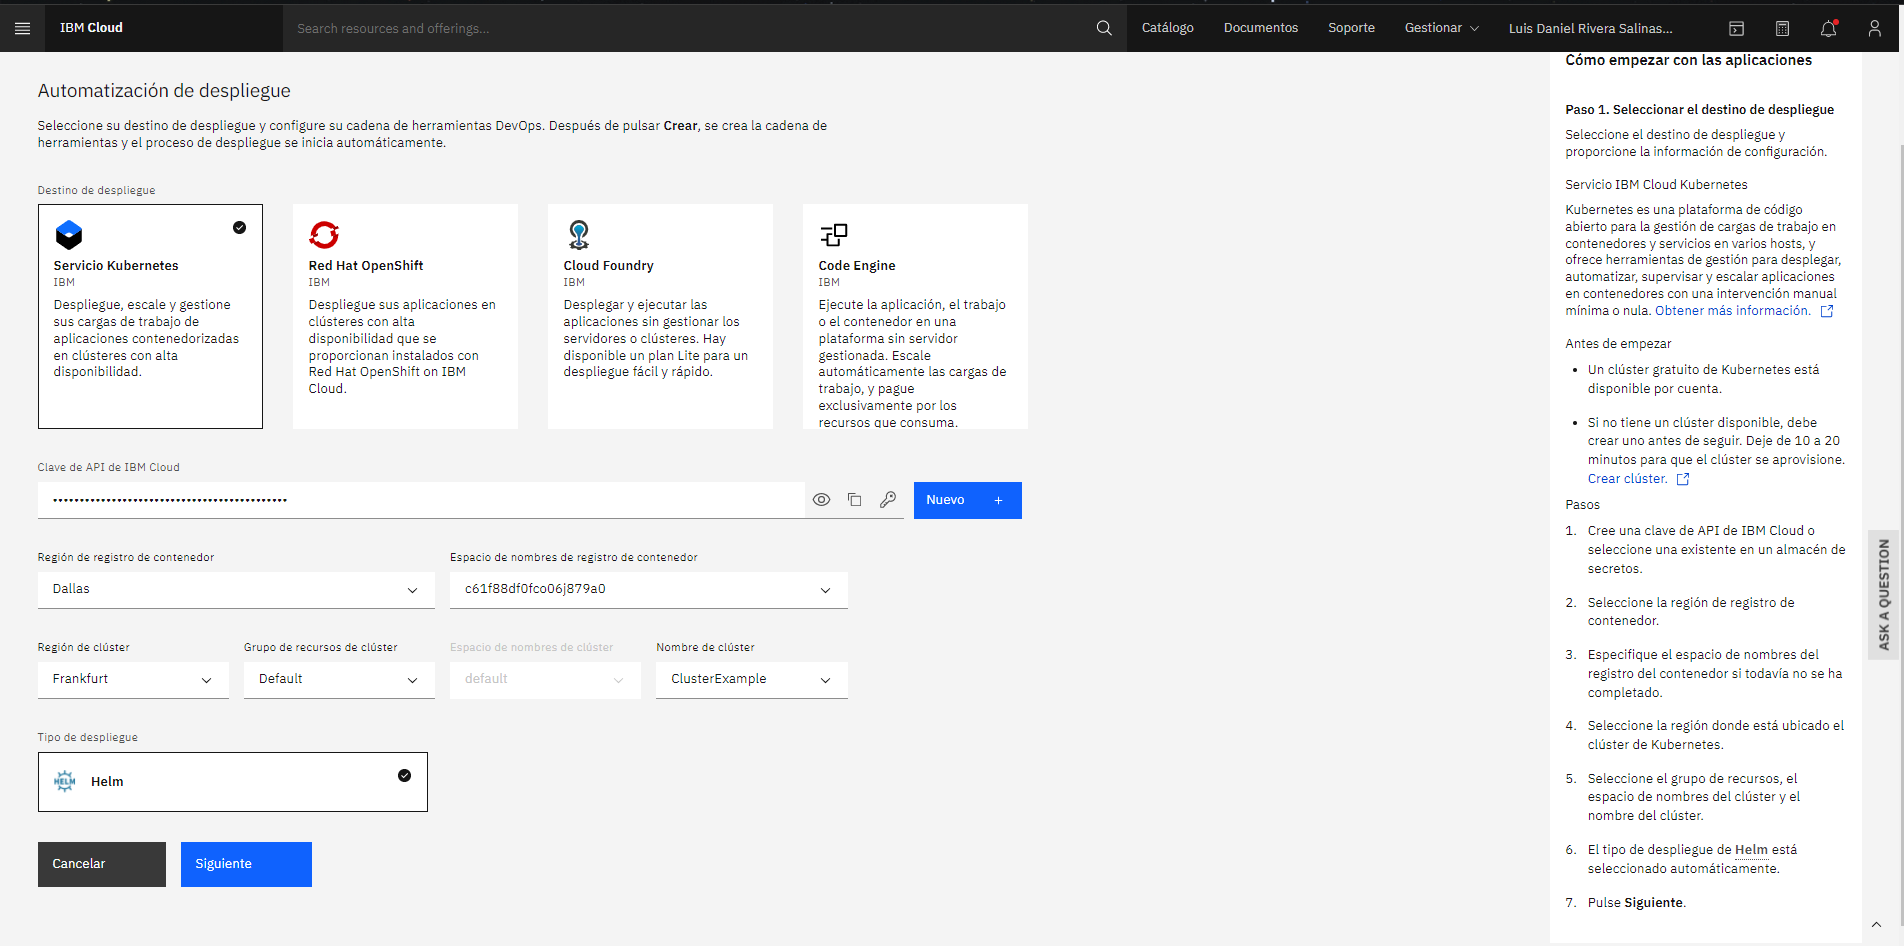 IBM Cloud
Search resources and offerings...
Catálogo
Documentos
Soporte
Gestionar
Luis Daniel Rivera Salinas...
Automatización de despliegue
Seleccione su destino de despliegue y configure su cadena de herramientas DevOps. Después de pulsar Crear, se crea la cadena de
herramientas y el proceso de despliegue se inicia automáticamente.
Destino de despliegue
Servicio Kubernetes
IBM
Despliegue, escale y gestione
sus cargas de trabajo de
aplicaciones contenedorizadas
en clústeres con alta
disponibilidad.
Red Hat OpenShift
IBM
Despliegue sus aplicaciones en
clústeres con alta
disponibilidad que se
proporcionan instalados con
Red Hat OpenShift on IBM
Cloud.
Cloud Foundry
IBM
Desplegar y ejecutar las
aplicaciones sin gestionar los
servidores o clústeres. Hay
disponible un plan Lite para un
despliegue fácil y rápido.
Code Engine
IBM
Ejecute la aplicación, el trabajo
o el contenedor en una
plataforma sin servidor
gestionada. Escale
automáticamente las cargas de
trabajo, y pague
exclusivamente por los
recursos que consuma.
Clave de API de IBM Cloud
Nuevo +
Región de registro de contenedor
Dallas
Espacio de nombres de registro de contenedor
c61f88df0fco06j879a0
Región de clúster
Frankfurt
Grupo de recursos de clúster
Default
Espacio de nombres de clúster
default
Nombre de clúster
ClusterExample
Tipo de despliegue
HELM
Helm
Cancelar
Siguiente
Cómo empezar con las aplicaciones
Paso 1. Seleccionar el destino de despliegue
Seleccione el destino de despliegue y
proporcione la información de configuración.
Servicio IBM Cloud Kubernetes
Kubernetes es una plataforma de código
abierto para la gestión de cargas de trabajo en
contenedores y servicios en varios hosts, y
ofrece herramientas de gestión para desplegar,
automatizar, supervisar y escalar aplicaciones
en contenedores con una intervención manual
mínima o nula. Obtener más información.
Antes de empezar
• Un clúster gratuito de Kubernetes está
disponible por cuenta.
• Si no tiene un clúster disponible, debe
crear uno antes de seguir. Deje de 10 a 20
minutos para que el clúster se aprovisione.
Crear clúster.
Pasos
1. Cree una clave de API de IBM Cloud o
seleccione una existente en un almacén de
secretos.
2. Seleccione la región de registro de
contenedor.
3. Especifique el espacio de nombres del
registro del contenedor si todavía no se ha
completado.
4. Seleccione la región donde está ubicado el
clúster de Kubernetes.
5. Seleccione el grupo de recursos, el
espacio de nombres del clúster y el
nombre del clúster.
6. El tipo de despliegue de Helm está
seleccionado automáticamente.
7. Pulse Siguiente.
ASK A QUESTION